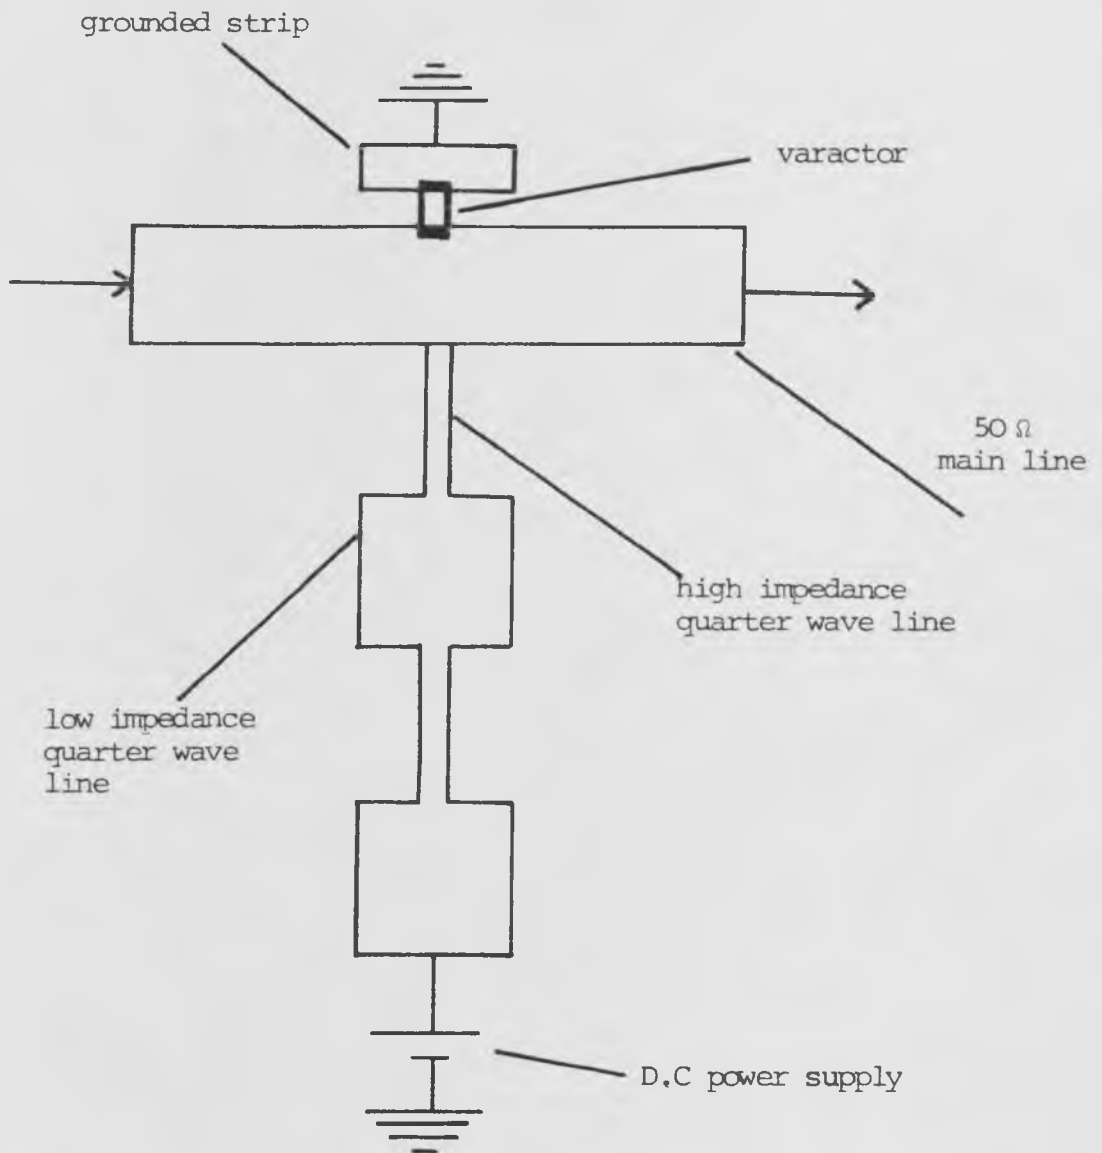 grounded strip
varactor
50 Ω
main line
high impedance
quarter wave line
low impedance
quarter wave
line
D.C power supply